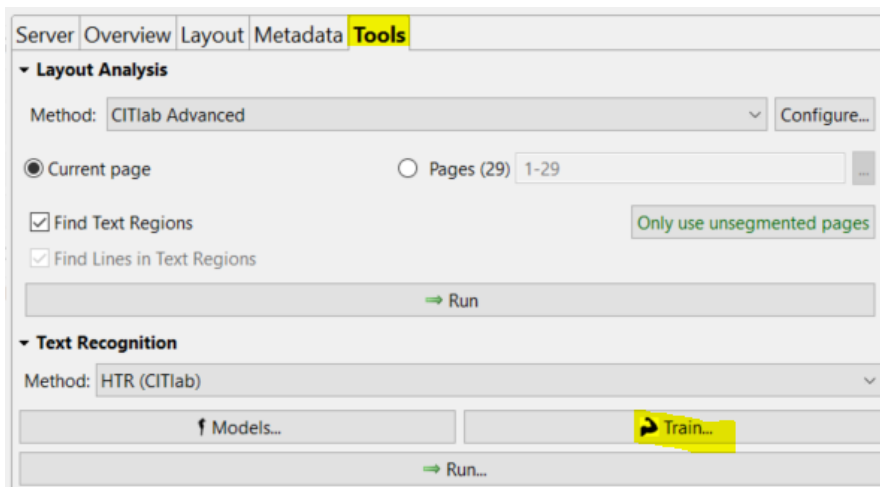 Server Overview Layout Metadata Tools
Layout Analysis
Method: CITlab Advanced Configure...
Current page Pages (29) 1-29 ...
Find Text Regions Only use unsegmented pages
Find Lines in Text Regions
Run
Text Recognition
Method: HTR (CITlab)
Models... Train...
Run...